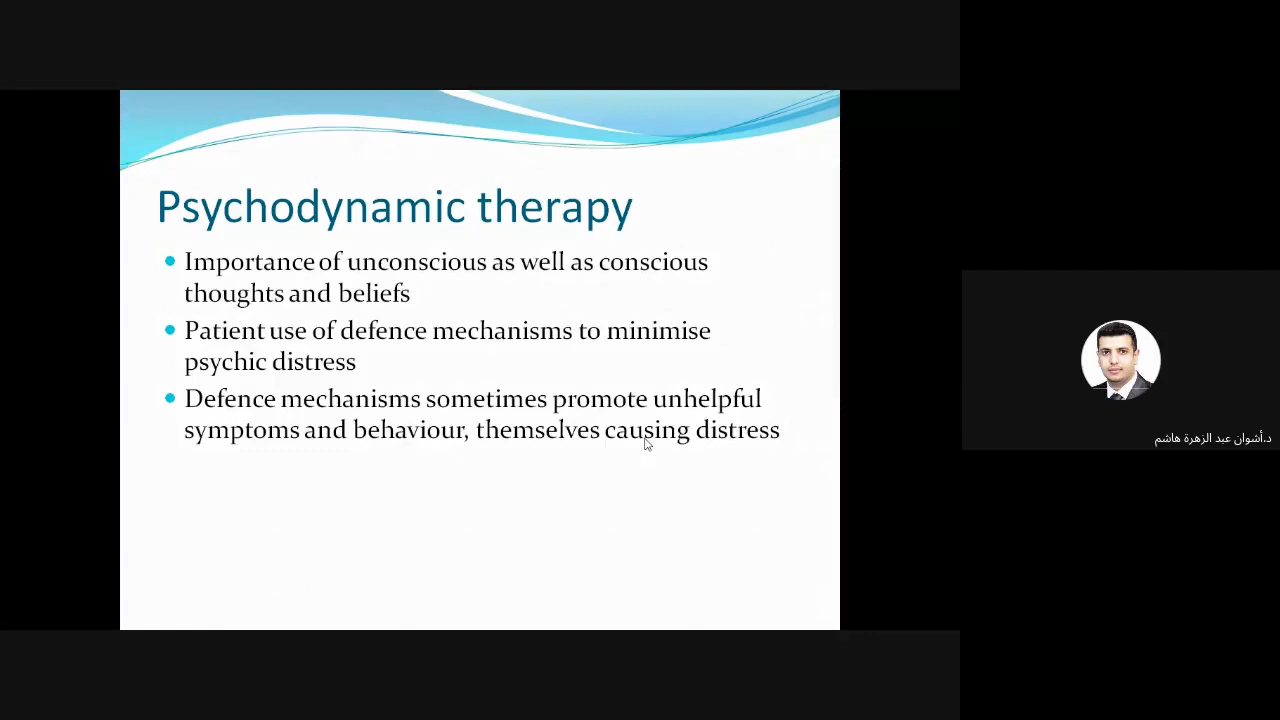 Psychodynamic therapy
Importance of unconscious as well as conscious
thoughts and beliefs
Patient use of defence mechanisms to minimise
psychic distress
Defence mechanisms sometimes promote unhelpful
symptoms and behaviour, themselves causing distress
د.أشوان عبد الزهرة هاشم